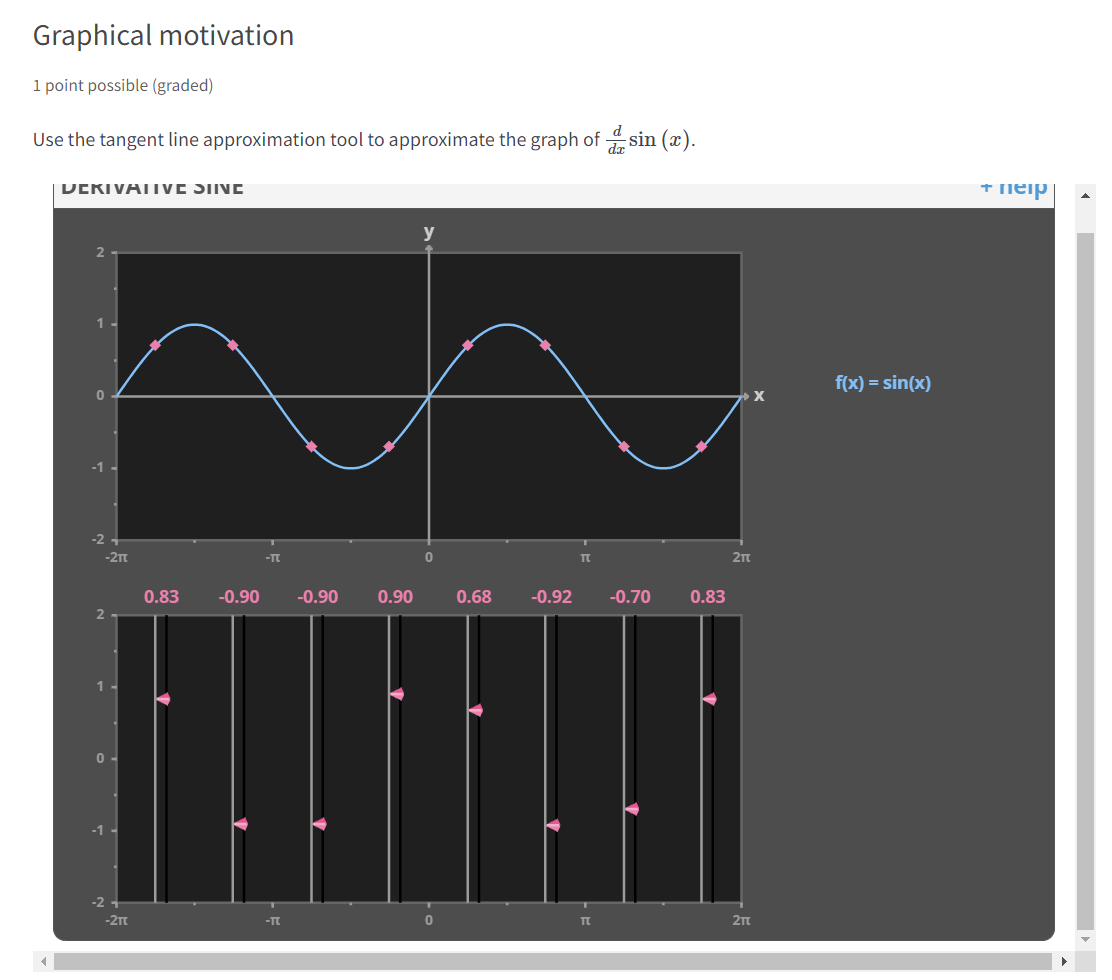 Graphical motivation
1 point possible (graded)
Use the tangent line approximation tool to approximate the graph of d/dx sin (x).
DERIVATIVE SINE + help
y
2
1
0
-1
-2
x
f(x) = sin(x)
-2π -π 0 π 2π
0.83 -0.90 -0.90 0.90 0.68 -0.92 -0.70 0.83
2
1
0
-1
-2
-2π -π 0 π 2π